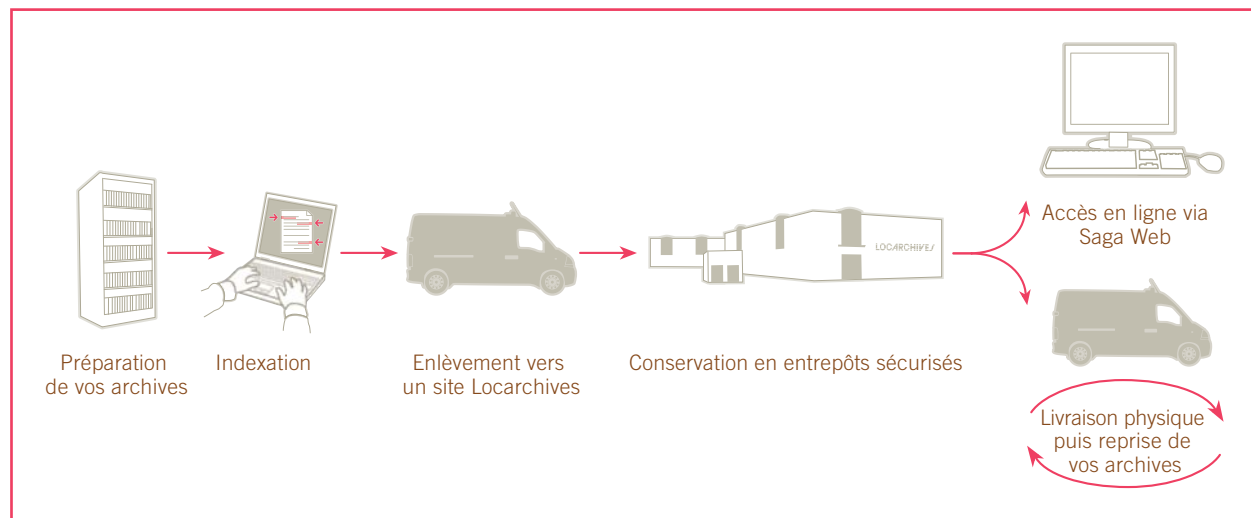 Préparation
de vos archives
Indexation
Enlèvement vers
un site Locarchives
LOCARCHIVES
Conservation en entrepôts sécurisés
Accès en ligne via
Saga Web
Livraison physique
puis reprise de
vos archives